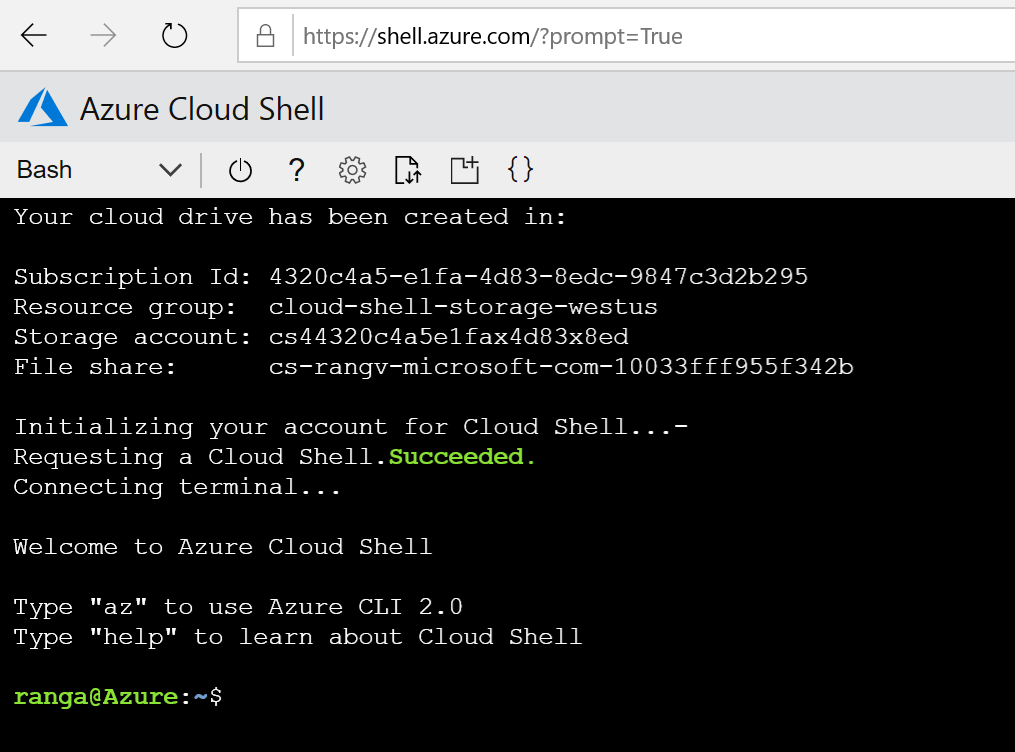 https://shell.azure.com/?prompt=True
Azure Cloud Shell
Bash ? {}
Your cloud drive has been created in:
Subscription Id: 4320c4a5-e1fa-4d83-8edc-9847c3d2b295
Resource group:  cloud-shell-storage-westus
Storage account: cs44320c4a5e1fax4d83x8ed
File share:      cs-rangv-microsoft-com-10033fff955f342b
Initializing your account for Cloud Shell...-
Requesting a Cloud Shell.Succeeded.
Connecting terminal...
Welcome to Azure Cloud Shell
Type "az" to use Azure CLI 2.0
Type "help" to learn about Cloud Shell
ranga@Azure:~$